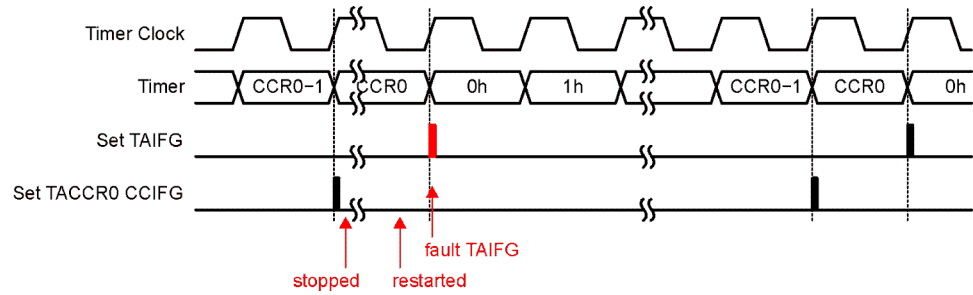 Timer Clock
Timer CCR0−1 CCR0 0h 1h CCR0−1 CCR0 0h
Set TAIFG
Set TACCR0 CCIFG
fault TAIFG
stopped restarted